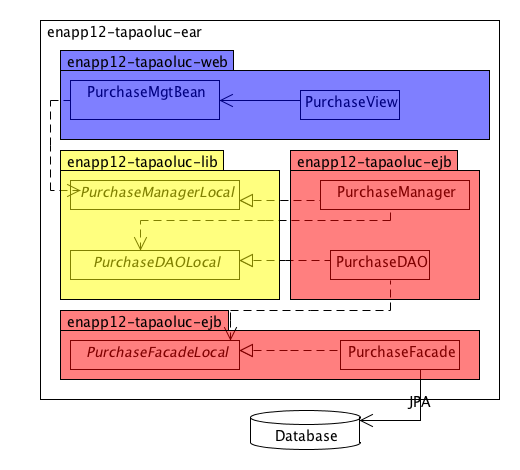 enapp12-tapaoluc-ear
enapp12-tapaoluc-web
PurchaseMgtBean
PurchaseView
enapp12-tapaoluc-lib
enapp12-tapaoluc-ejb
PurchaseManagerLocal
PurchaseManager
PurchaseDAOLocal
PurchaseDAO
enapp12-tapaoluc-ejb
PurchaseFacadeLocal
PurchaseFacade
JPA
Database